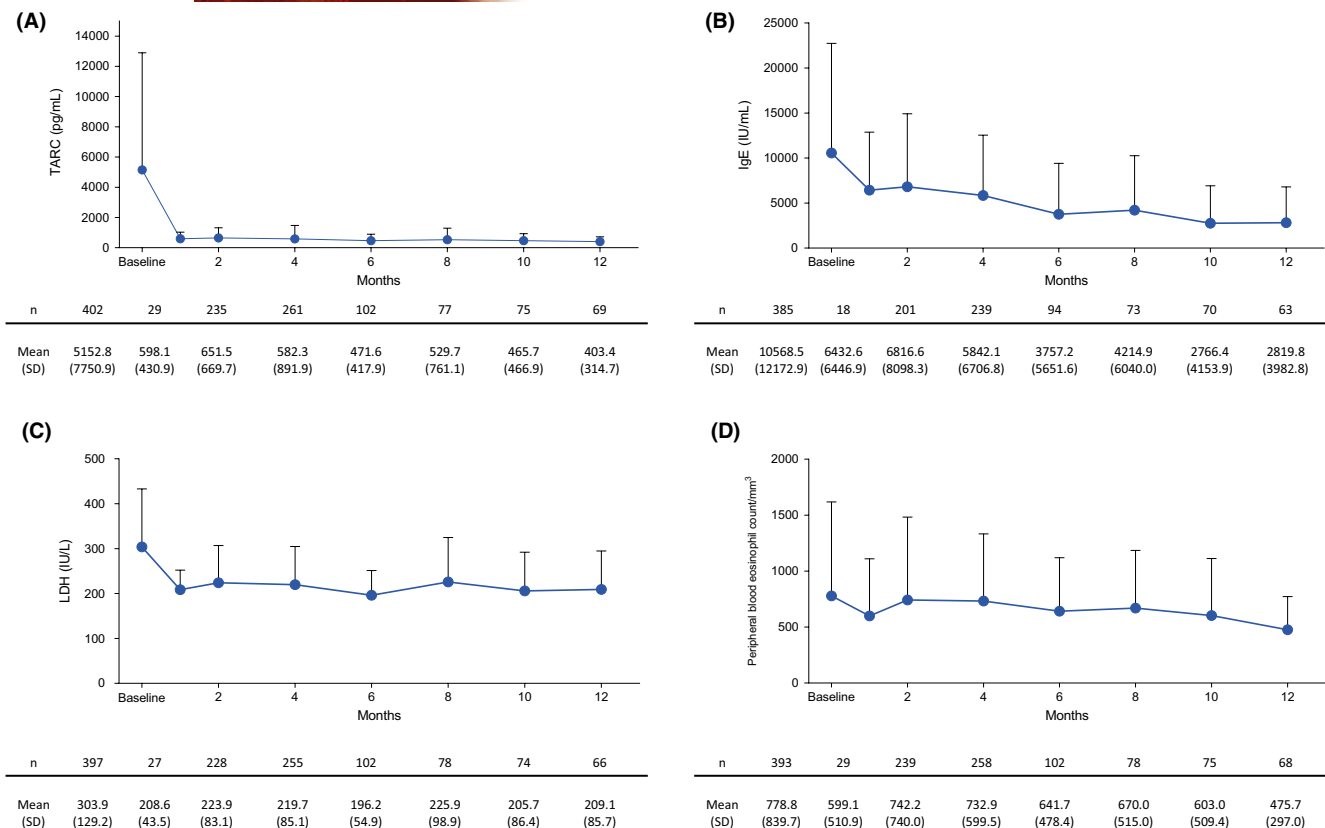 (A)
TARC (pg/mL)
14000
12000
10000
8000
6000
4000
2000
0
Baseline 2 4 6 8 10 12
Months
n 402 29 235 261 102 77 75 69
Mean 5152.8 598.1 651.5 582.3 471.6 529.7 465.7 403.4
(SD) (7750.9) (430.9) (669.7) (891.9) (417.9) (761.1) (466.9) (314.7)
(B)
IgE (IU/mL)
25000
20000
15000
10000
5000
0
Baseline 2 4 6 8 10 12
Months
n 385 18 201 239 94 73 70 63
Mean 10568.5 6432.6 6816.6 5842.1 3757.2 4214.9 2766.4 2819.8
(SD) (12172.9) (6446.9) (8098.3) (6706.8) (5651.6) (6040.0) (4153.9) (3982.8)
(C)
LDH (IU/L)
500
400
300
200
100
0
Baseline 2 4 6 8 10 12
Months
n 397 27 228 255 102 78 74 66
Mean 303.9 208.6 223.9 219.7 196.2 225.9 205.7 209.1
(SD) (129.2) (43.5) (83.1) (85.1) (54.9) (98.9) (86.4) (85.7)
(D)
Peripheral blood eosinophil count/mm³
2000
1500
1000
500
0
Baseline 2 4 6 8 10 12
Months
n 393 29 239 258 102 78 75 68
Mean 778.8 599.1 742.2 732.9 641.7 670.0 603.0 475.7
(SD) (839.7) (510.9) (740.0) (599.5) (478.4) (515.0) (509.4) (297.0)